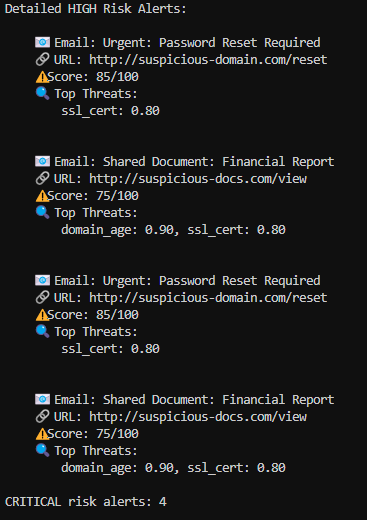 Detailed HIGH Risk Alerts:
📧 Email: Urgent: Password Reset Required
🔗 URL: http://suspicious-domain.com/reset
⚠Score: 85/100
🔍 Top Threats:
ssl_cert: 0.80
📧 Email: Shared Document: Financial Report
🔗 URL: http://suspicious-docs.com/view
⚠Score: 75/100
🔍 Top Threats:
domain_age: 0.90, ssl_cert: 0.80
📧 Email: Urgent: Password Reset Required
🔗 URL: http://suspicious-domain.com/reset
⚠Score: 85/100
🔍 Top Threats:
ssl_cert: 0.80
📧 Email: Shared Document: Financial Report
🔗 URL: http://suspicious-docs.com/view
⚠Score: 75/100
🔍 Top Threats:
domain_age: 0.90, ssl_cert: 0.80
CRITICAL risk alerts: 4